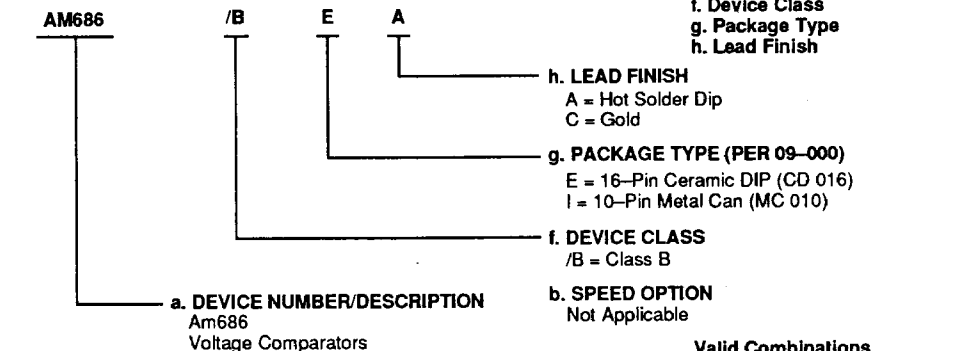 f. Device Class
AM686 /B E A
g. Package Type
h. Lead Finish
h. LEAD FINISH
A = Hot Solder Dip
C = Gold
g. PACKAGE TYPE (PER 09–000)
E = 16–Pin Ceramic DIP (CD 016)
I = 10–Pin Metal Can (MC 010)
f. DEVICE CLASS
/B = Class B
a. DEVICE NUMBER/DESCRIPTION
Am686
Voltage Comparators
b. SPEED OPTION
Not Applicable
Valid Combinations